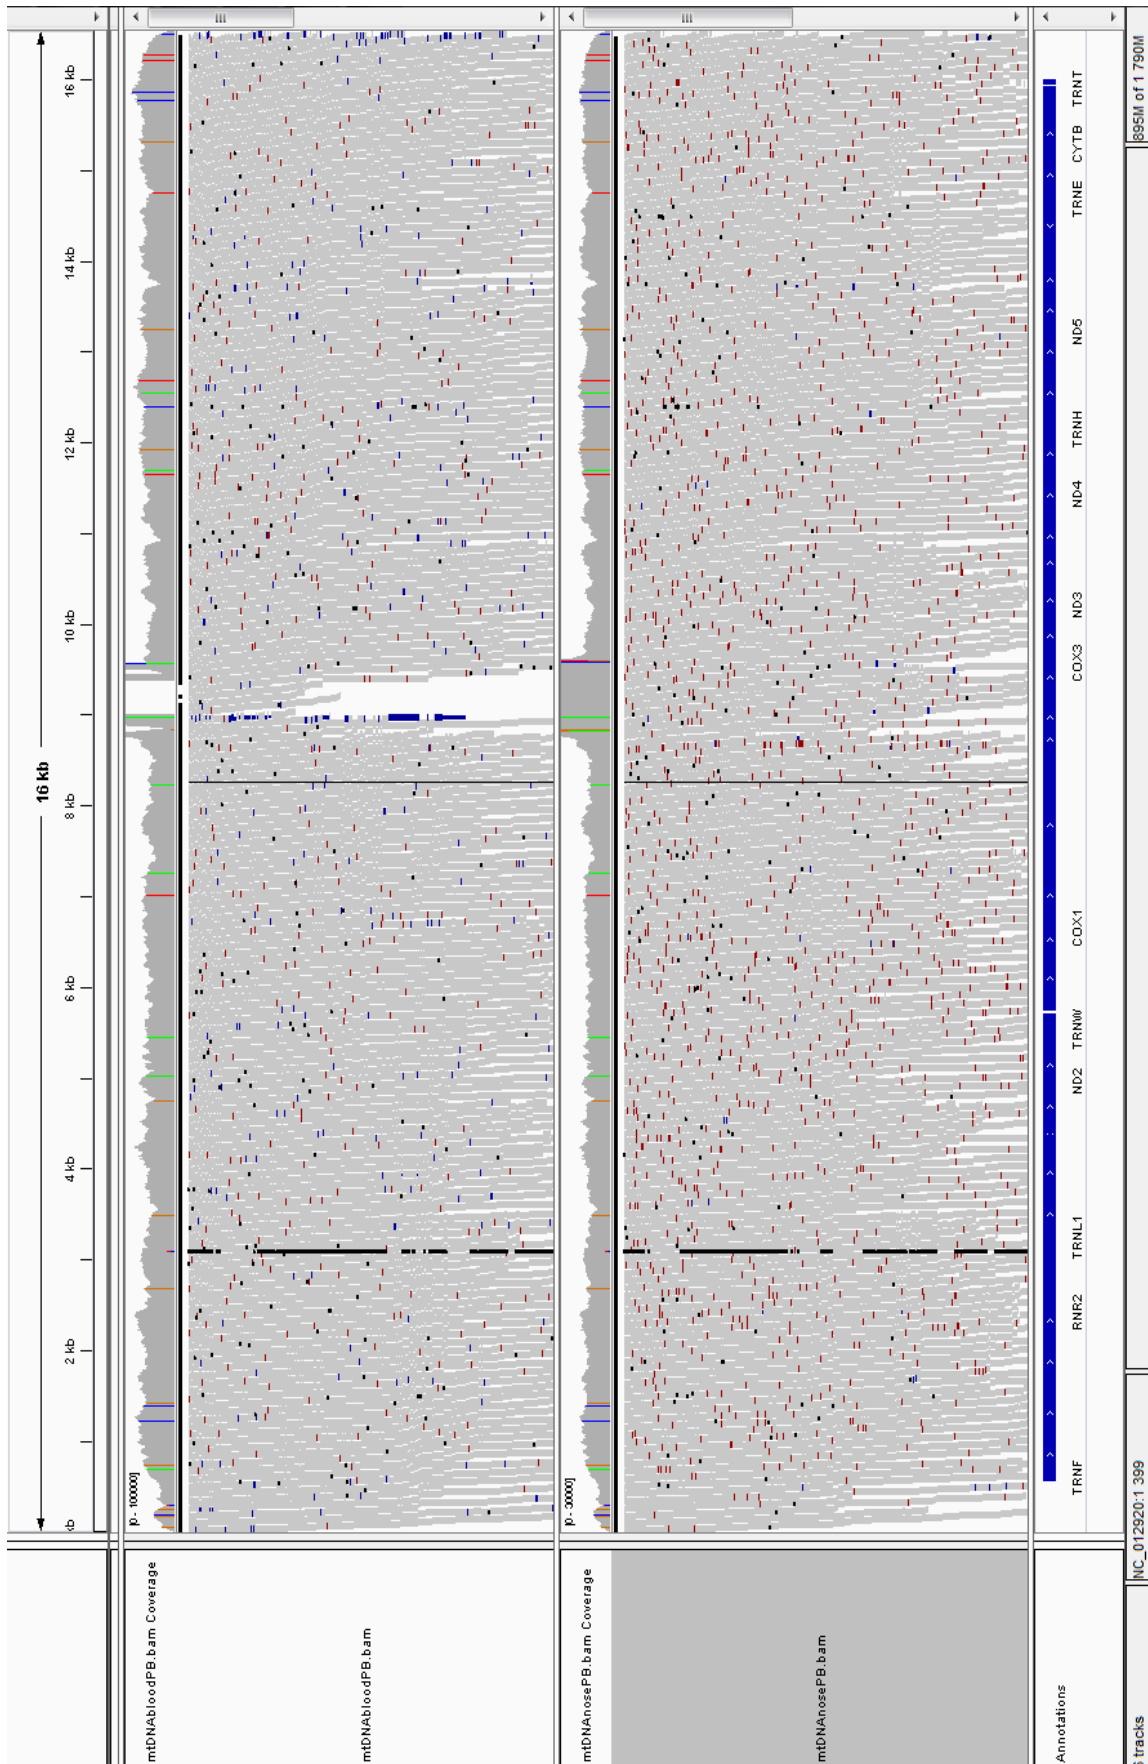 16 kb
kb
2 kb
4 kb
6 kb
8 kb
10 kb
12 kb
14 kb
16 kb
mtDNAbloodPB.bam Coverage
[0 - 100000]
mtDNAbloodPB.bam
mtDNAnosePB.bam Coverage
mtDNAnosePB.bam
Annotations
TRNF
RNR2
TRNL1
ND2
TRNW
COX1
COX3
ND3
ND4
TRNH
ND5
TRNE
CYTB
TRNT
tracks
NC_012920:1 399
895M of 1 790M